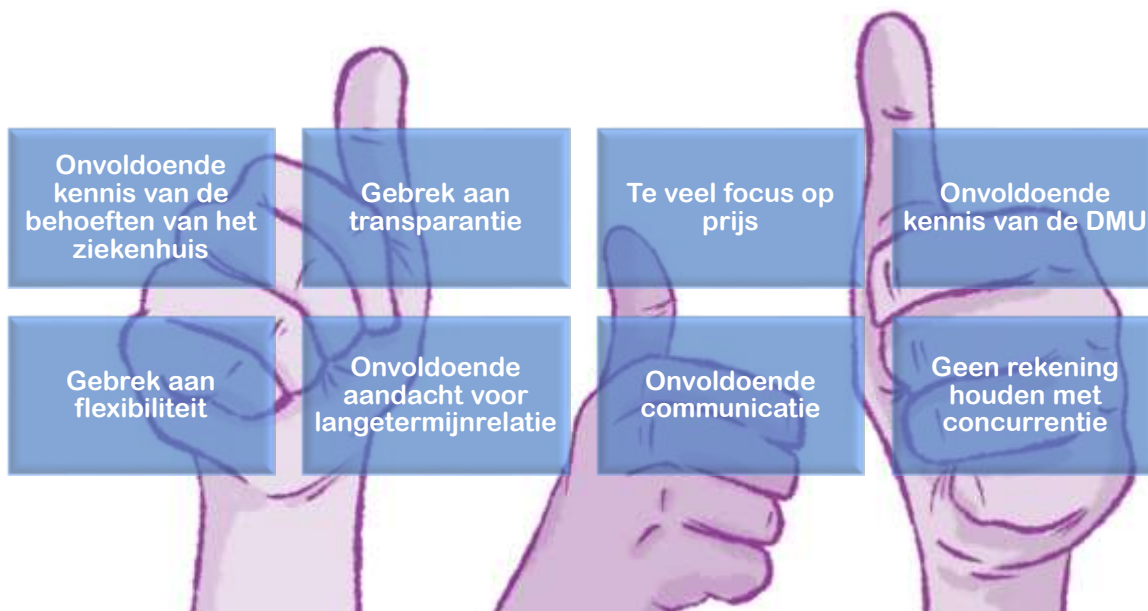 Onvoldoende
kennis van de
behoeften van het
ziekenhuis
Gebrek aan
transparantie
Te veel focus op
prijs
Onvoldoende
kennis van de DMU
Gebrek aan
flexibiliteit
Onvoldoende
aandacht voor
langetermijnrelatie
Onvoldoende
communicatie
Geen rekening
houden met
concurrentie